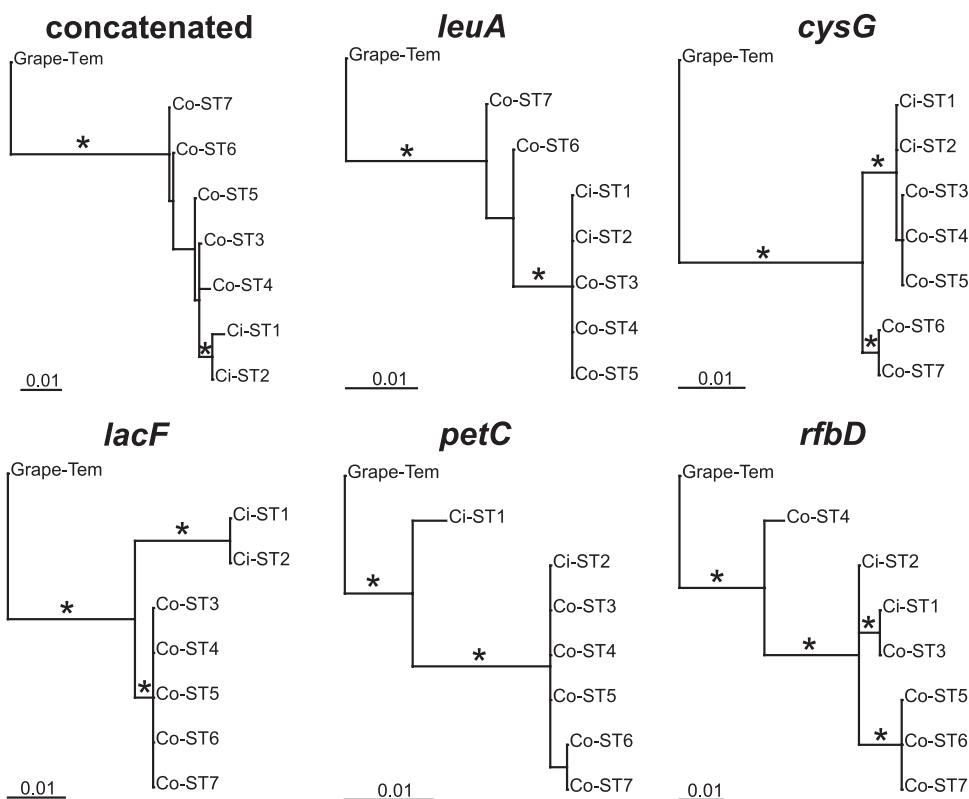 concatenated
Grape-Tem
Co-ST7
*
Co-ST6
Co-ST5
Co-ST3
Co-ST4
Ci-ST1
*
Ci-ST2
0.01
leuA
Grape-Tem
Co-ST7
*
Co-ST6
Ci-ST1
Ci-ST2
*
Co-ST3
Co-ST4
Co-ST5
0.01
cysG
Grape-Tem
Ci-ST1
Ci-ST2
*
Co-ST3
Co-ST4
*
Co-ST5
Co-ST6
*
Co-ST7
0.01
lacF
Grape-Tem
Ci-ST1
*
Ci-ST2
Co-ST3
*
Co-ST4
*
Co-ST5
Co-ST6
Co-ST7
0.01
petC
Grape-Tem
Ci-ST1
Ci-ST2
*
Co-ST3
Co-ST4
*
Co-ST5
Co-ST6
Co-ST7
0.01
rfbD
Grape-Tem
Co-ST4
Ci-ST2
*
Ci-ST1
*
*
Co-ST3
Co-ST5
*
Co-ST6
Co-ST7
0.01